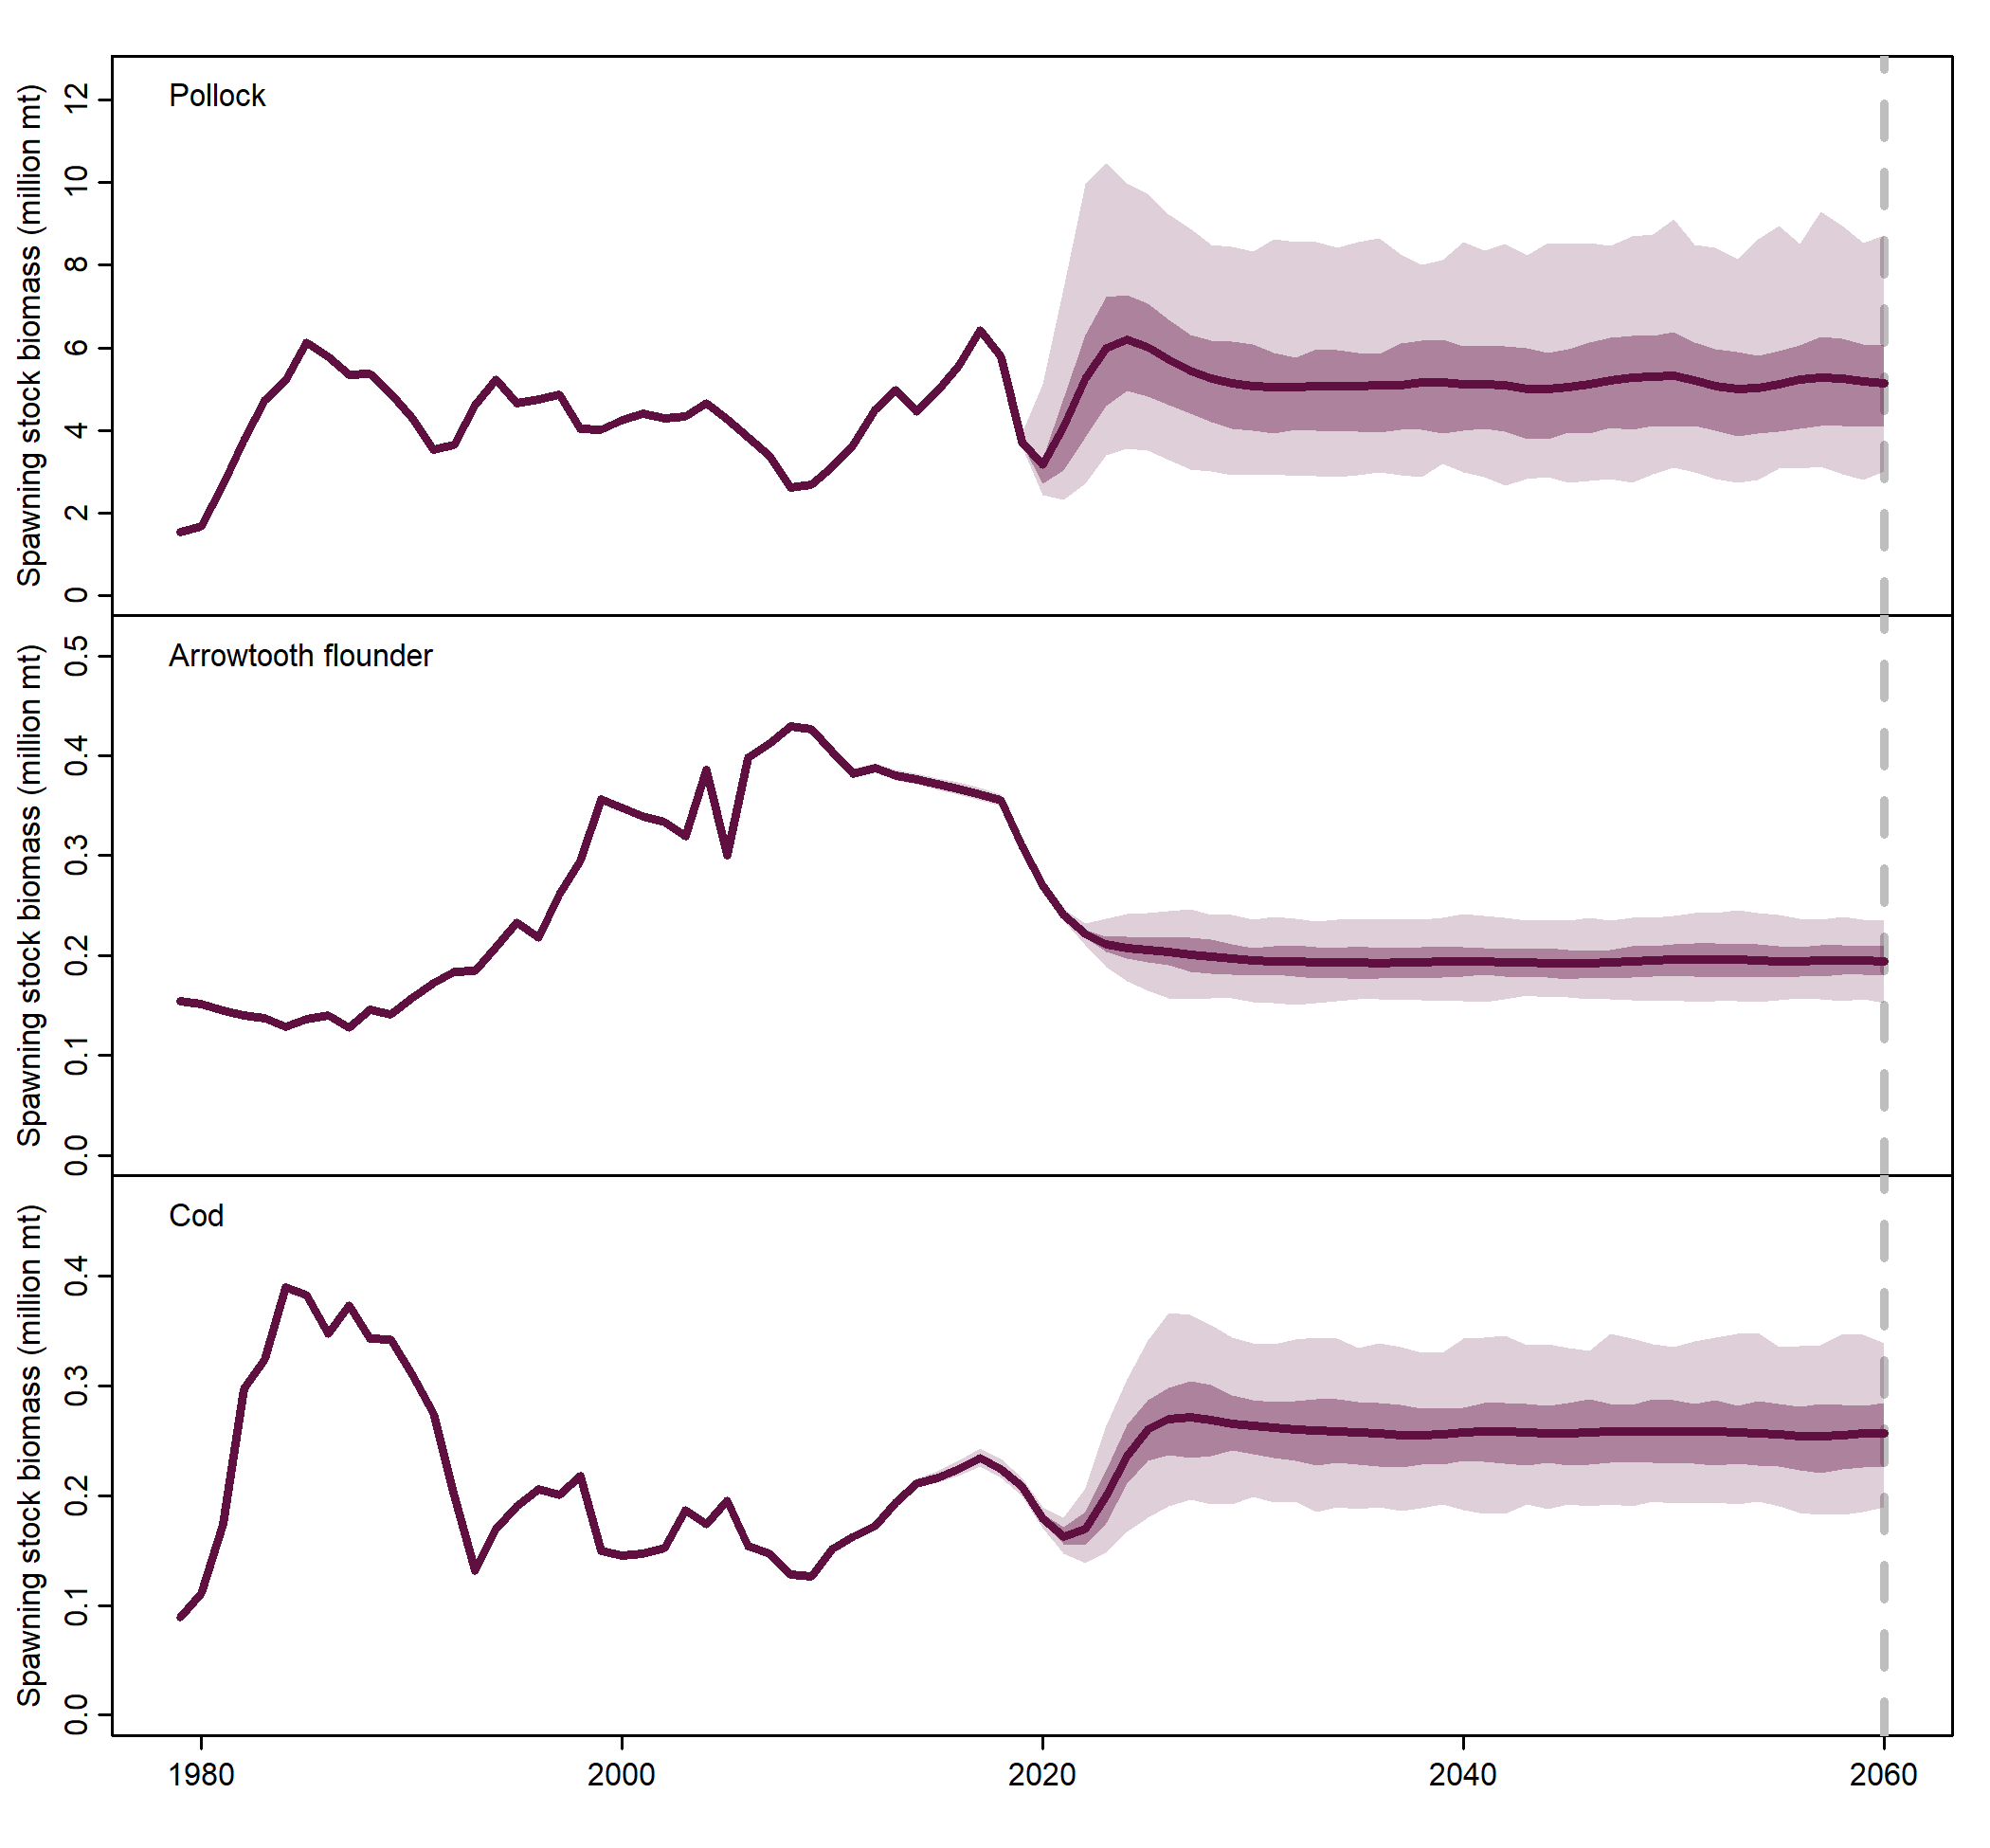 Spawning stock biomass (million mt)
12
10
8
6
4
2
0
Pollock
Spawning stock biomass (million mt)
0.5
0.4
0.3
0.2
0.1
0.0
Arrowtooth flounder
Spawning stock biomass (million mt)
0.4
0.3
0.2
0.1
0.0
Cod
1980 2000 2020 2040 2060